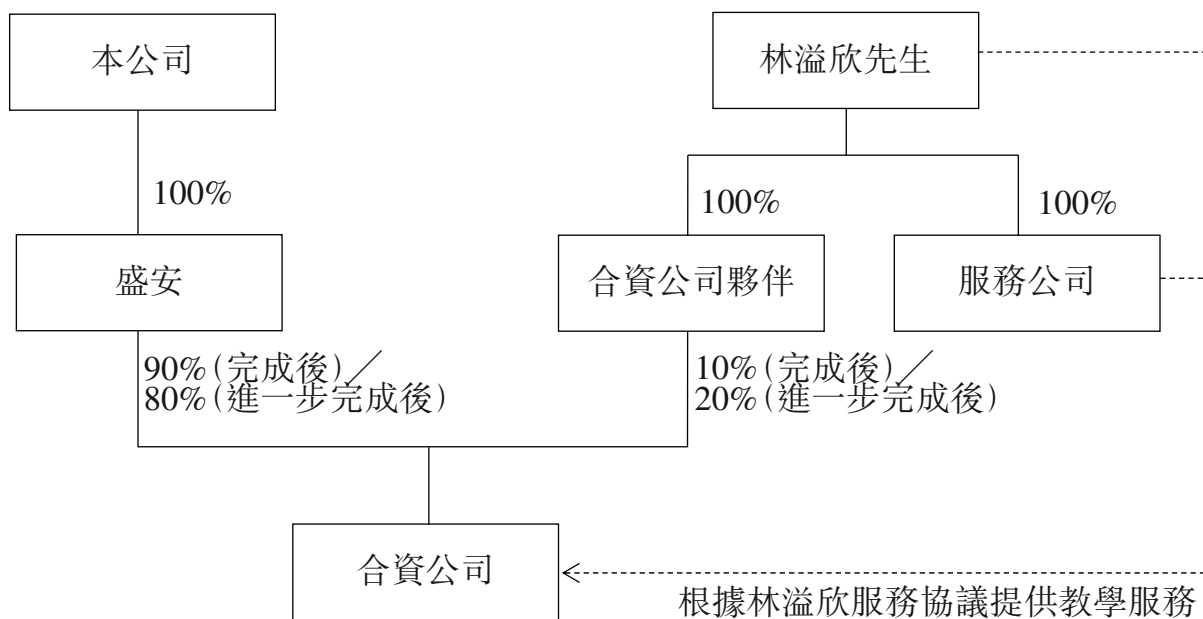 本公司
林溢欣先生
100%
100%
100%
盛安
合資公司夥伴
服務公司
90%(完成後)／
80%(進一步完成後)
10%(完成後)／
20%(進一步完成後)
合資公司
根據林溢欣服務協議提供教學服務